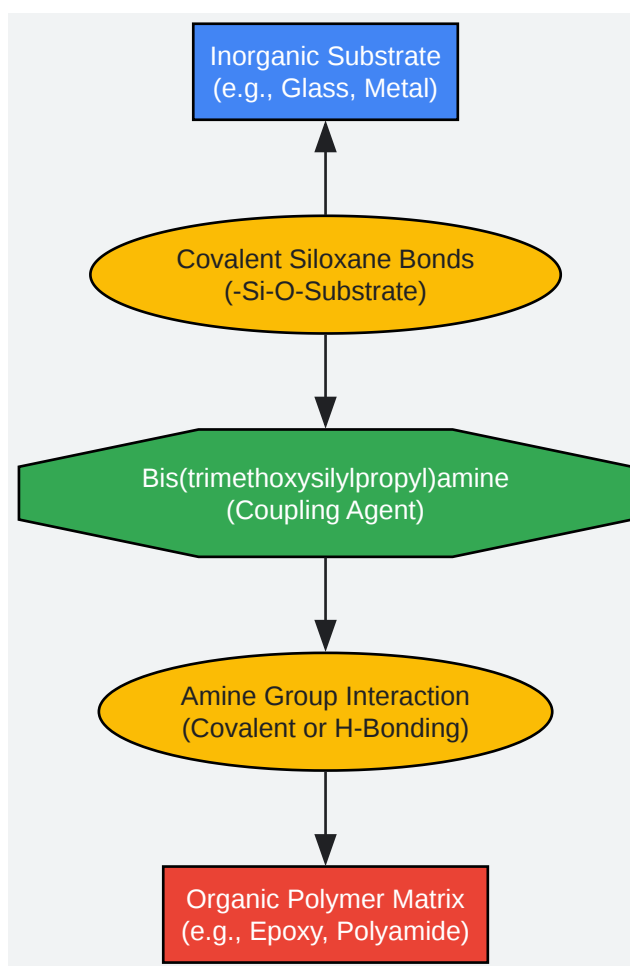 Inorganic Substrate
(e.g., Glass, Metal)
Covalent Siloxane Bonds
(-Si-O-Substrate)
Bis(trimethoxysilylpropyl)amine
(Coupling Agent)
Amine Group Interaction
(Covalent or H-Bonding)
Organic Polymer Matrix
(e.g., Epoxy, Polyamide)